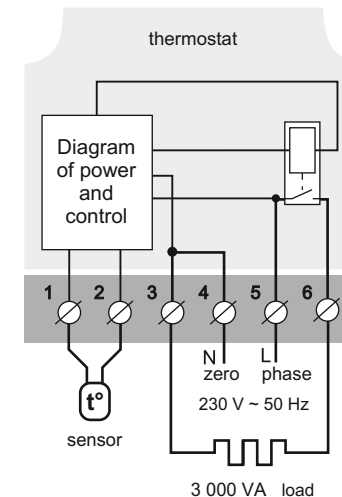 thermostat
Diagram
of power
and
control
1 2 3 4 5 6
N L
zero phase
230 V ~ 50 Hz
t°
sensor
3 000 VA load